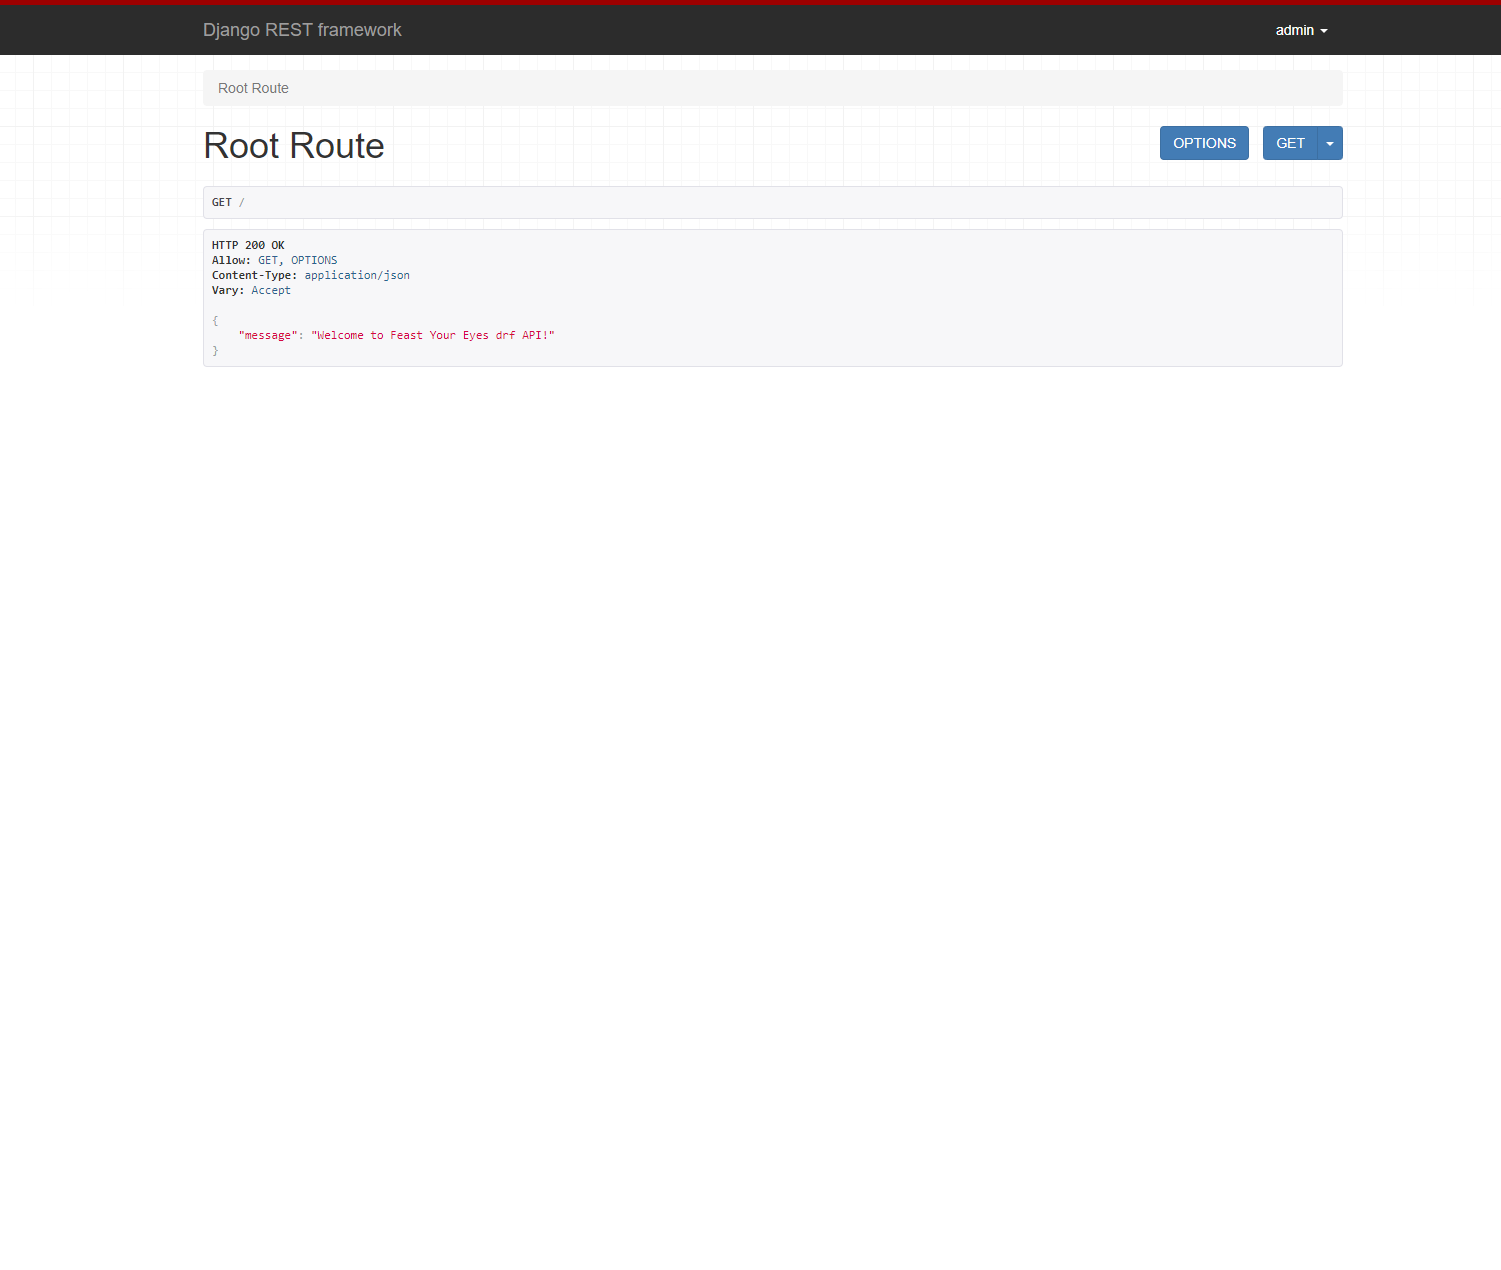 Django REST framework
admin
Root Route
Root Route
OPTIONS
GET
GET /
HTTP 200 OK
Allow: GET, OPTIONS
Content-Type: application/json
Vary: Accept
{
    "message": "Welcome to Feast Your Eyes drf API!"
}